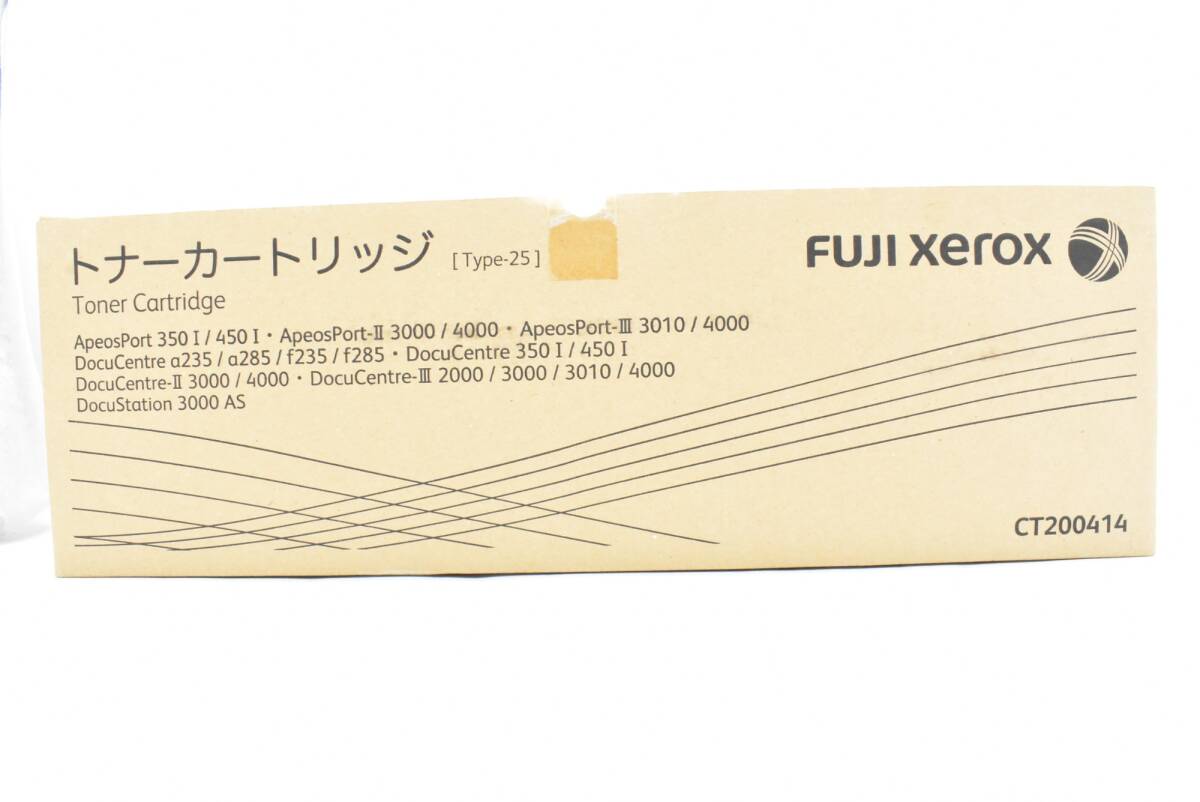 トナーカートリッジ [Type-25]
FUJI xerox
Toner Cartridge
ApeosPort 350 I / 450 I・ApeosPort-Ⅱ 3000 / 4000・ApeosPort-Ⅲ 3010 / 4000
DocuCentre α235 / α285 / f235 / f285・DocuCentre 350 I / 450 I
DocuCentre-Ⅱ 3000 / 4000・DocuCentre-Ⅲ 2000 / 3000 / 3010 / 4000
DocuStation 3000 AS
CT200414